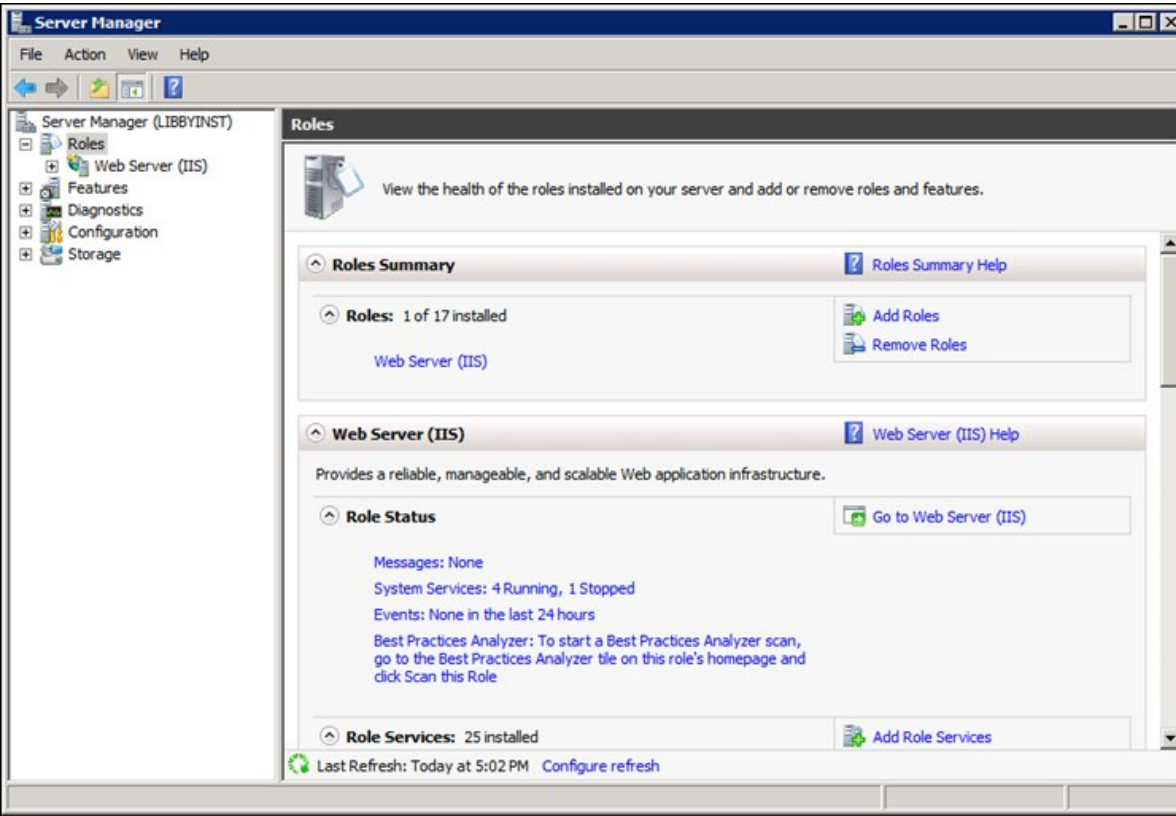 Server Manager
File Action View Help
Server Manager (LIBBYINST)
Roles
Web Server (IIS)
Features
Diagnostics
Configuration
Storage
Roles
View the health of the roles installed on your server and add or remove roles and features.
Roles Summary
Roles Summary Help
Roles: 1 of 17 installed
Add Roles
Remove Roles
Web Server (IIS)
Web Server (IIS)
Web Server (IIS) Help
Provides a reliable, manageable, and scalable Web application infrastructure.
Role Status
Go to Web Server (IIS)
Messages: None
System Services: 4 Running, 1 Stopped
Events: None in the last 24 hours
Best Practices Analyzer: To start a Best Practices Analyzer scan,
go to the Best Practices Analyzer tile on this role's homepage and
click Scan this Role
Role Services: 25 installed
Add Role Services
Last Refresh: Today at 5:02 PM Configure refresh